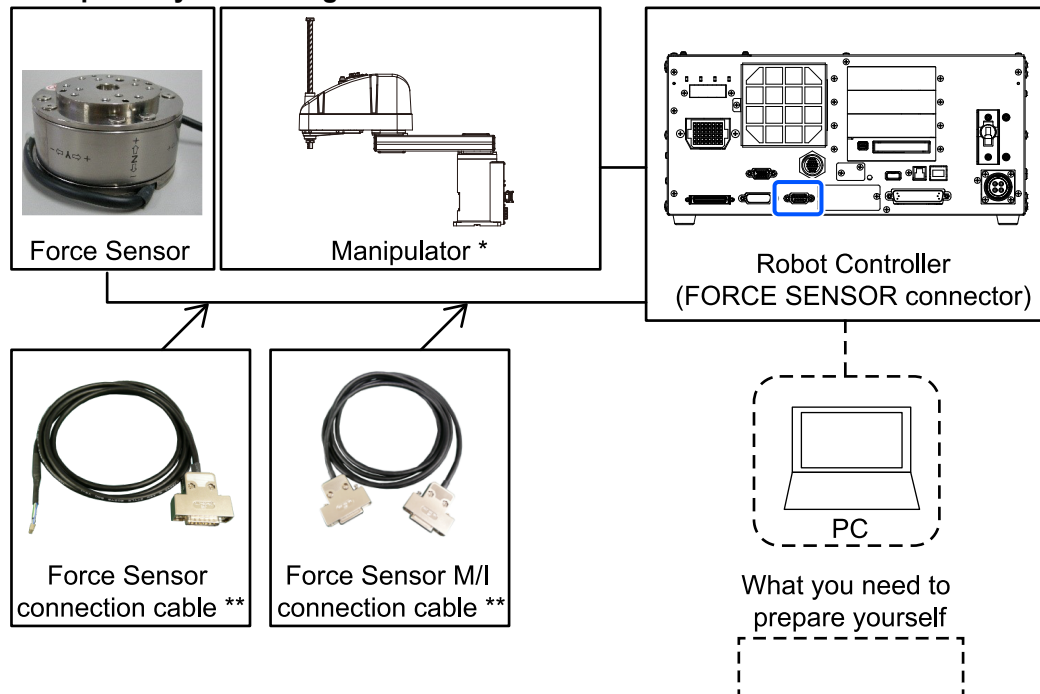 Force Sensor
Manipulator *
Robot Controller
(FORCE SENSOR connector)
Force Sensor
connection cable **
Force Sensor M/I
connection cable **
PC
What you need to
prepare yourself